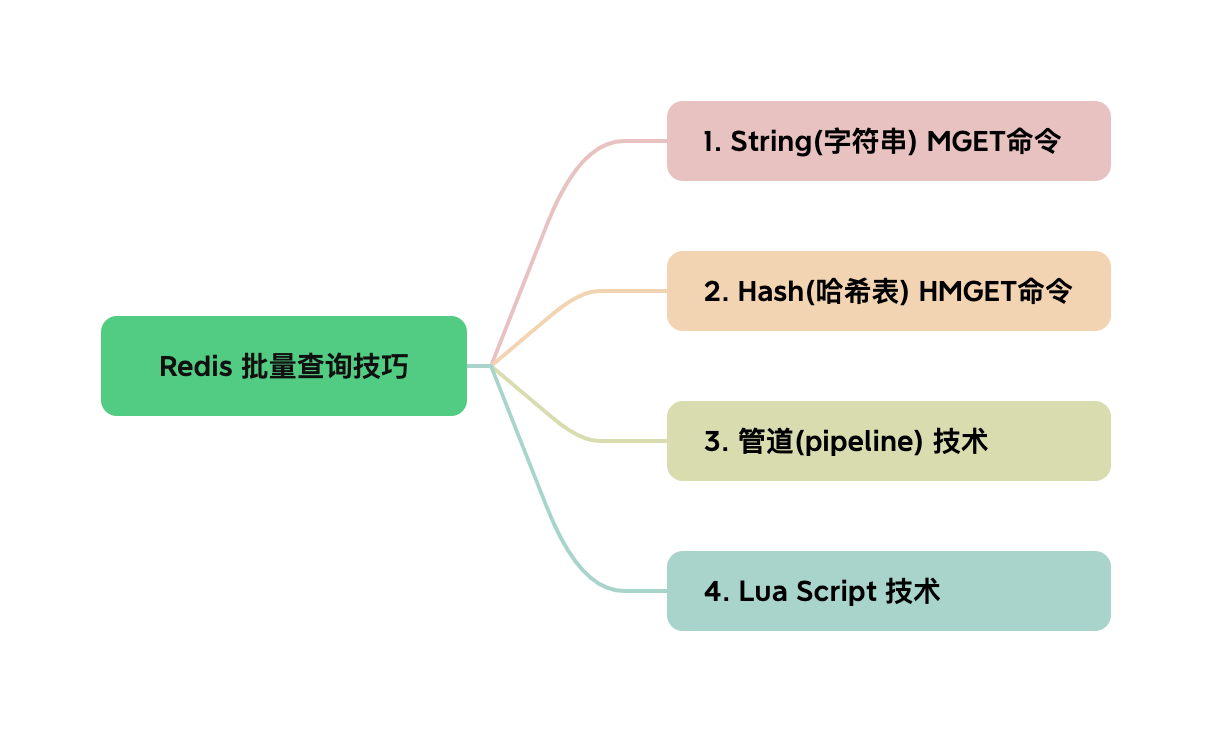 Redis 批量查询技巧
1. String(字符串) MGET命令
2. Hash(哈希表) HMGET命令
3. 管道(pipeline) 技术
4. Lua Script 技术